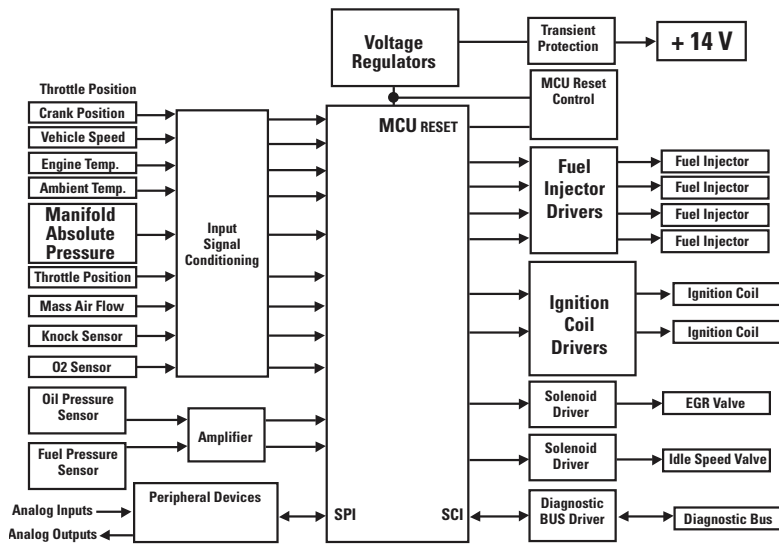 Voltage
Regulators
Transient
Protection
+ 14 V
Throttle Position
Crank Position
Vehicle Speed
Engine Temp.
Ambient Temp.
Manifold
Absolute
Pressure
Throttle Position
Mass Air Flow
Knock Sensor
O2 Sensor
Input
Signal
Conditioning
MCU RESET
MCU Reset
Control
Fuel
Injector
Drivers
Fuel Injector
Fuel Injector
Fuel Injector
Fuel Injector
Ignition
Coil
Drivers
Ignition Coil
Ignition Coil
Oil Pressure
Sensor
Fuel Pressure
Sensor
Amplifier
Solenoid
Driver
EGR Valve
Solenoid
Driver
Idle Speed Valve
Analog Inputs
Analog Outputs
Peripheral Devices
SPI
SCI
Diagnostic
BUS Driver
Diagnostic Bus